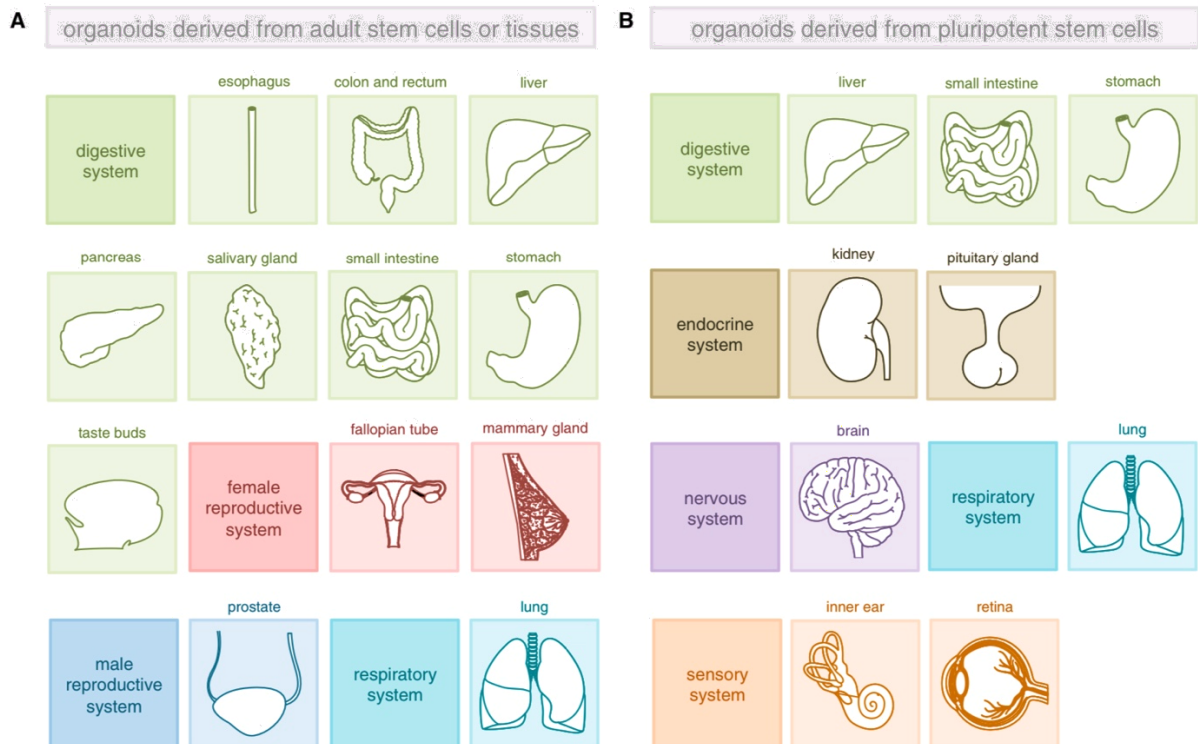 A
organoids derived from adult stem cells or tissues
esophagus
colon and rectum
liver
digestive
system
pancreas
salivary gland
small intestine
stomach
taste buds
female
reproductive
system
fallopian tube
mammary gland
male
reproductive
system
prostate
respiratory
system
lung
B
organoids derived from pluripotent stem cells
digestive
system
liver
small intestine
stomach
endocrine
system
kidney
pituitary gland
nervous
system
brain
respiratory
system
lung
sensory
system
inner ear
retina